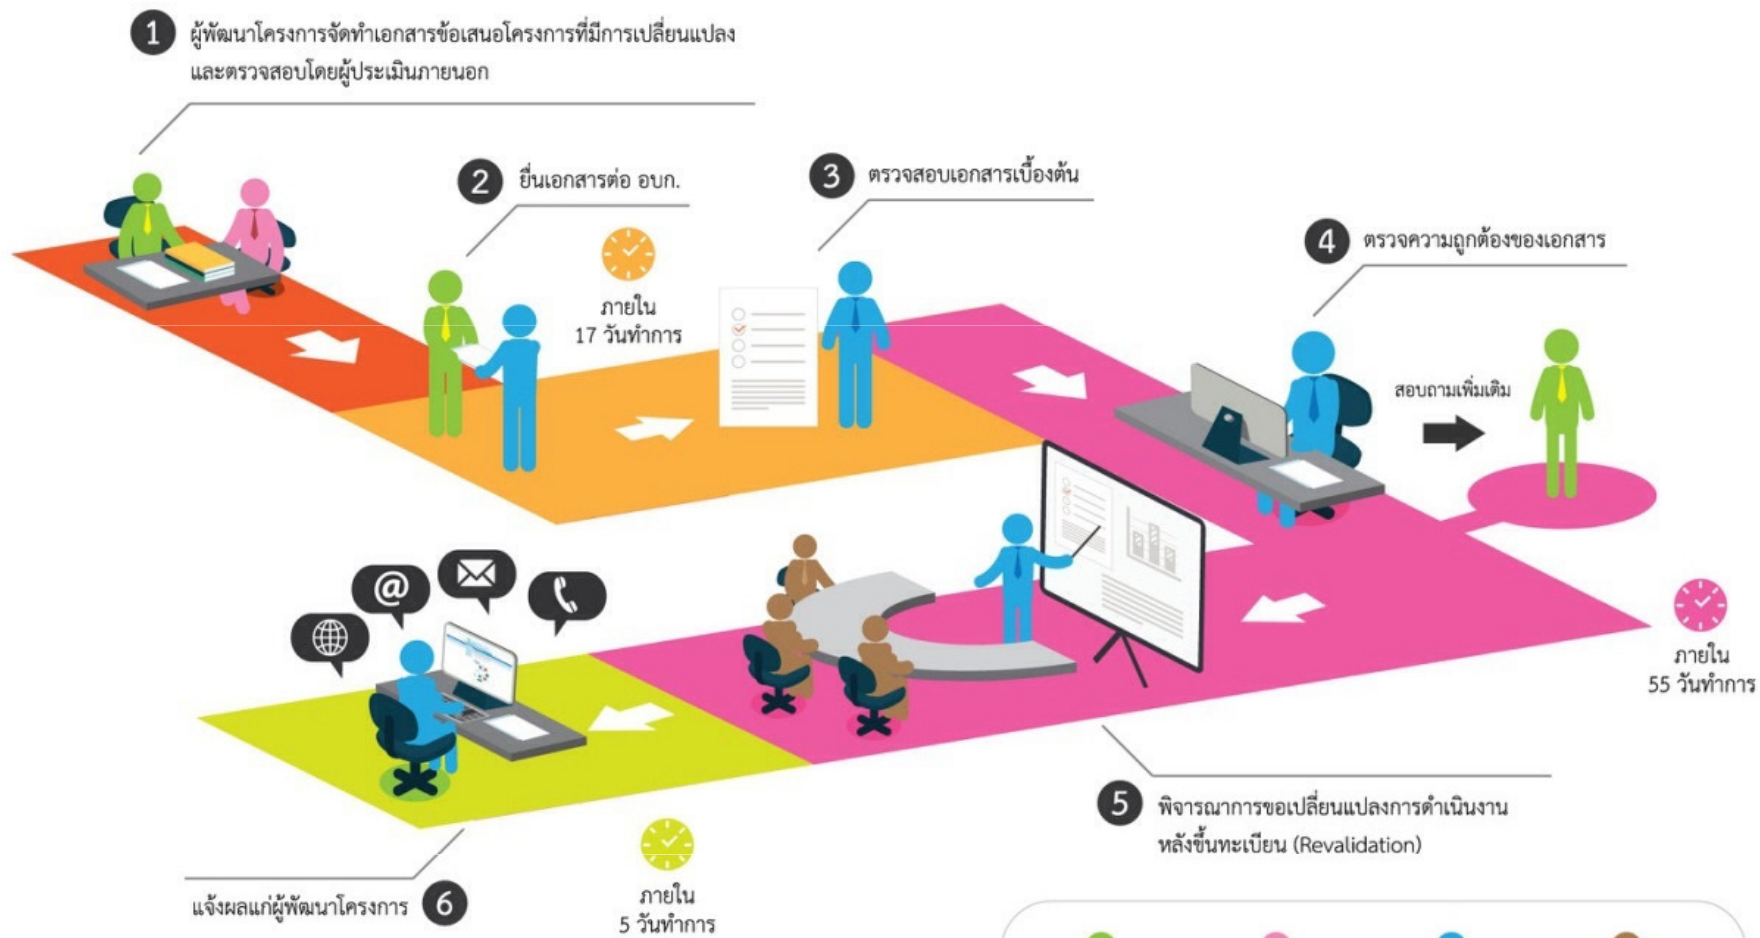 1 ผู้พัฒนาโครงการจัดทำเอกสารข้อเสนอโครงการที่มีการเปลี่ยนแปลง
และตรวจสอบโดยผู้ประเมินภายนอก
2 ยื่นเอกสารต่อ อบก.
3 ตรวจสอบเอกสารเบื้องต้น
4 ตรวจความถูกต้องของเอกสาร
ภายใน
17 วันทำการ
สอบถามเพิ่มเติม
@
ภายใน
55 วันทำการ
5 พิจารณาการขอเปลี่ยนแปลงการดำเนินงาน
หลังขึ้นทะเบียน (Revalidation)
แจ้งผลแก่ผู้พัฒนาโครงการ 6
ภายใน
5 วันทำการ